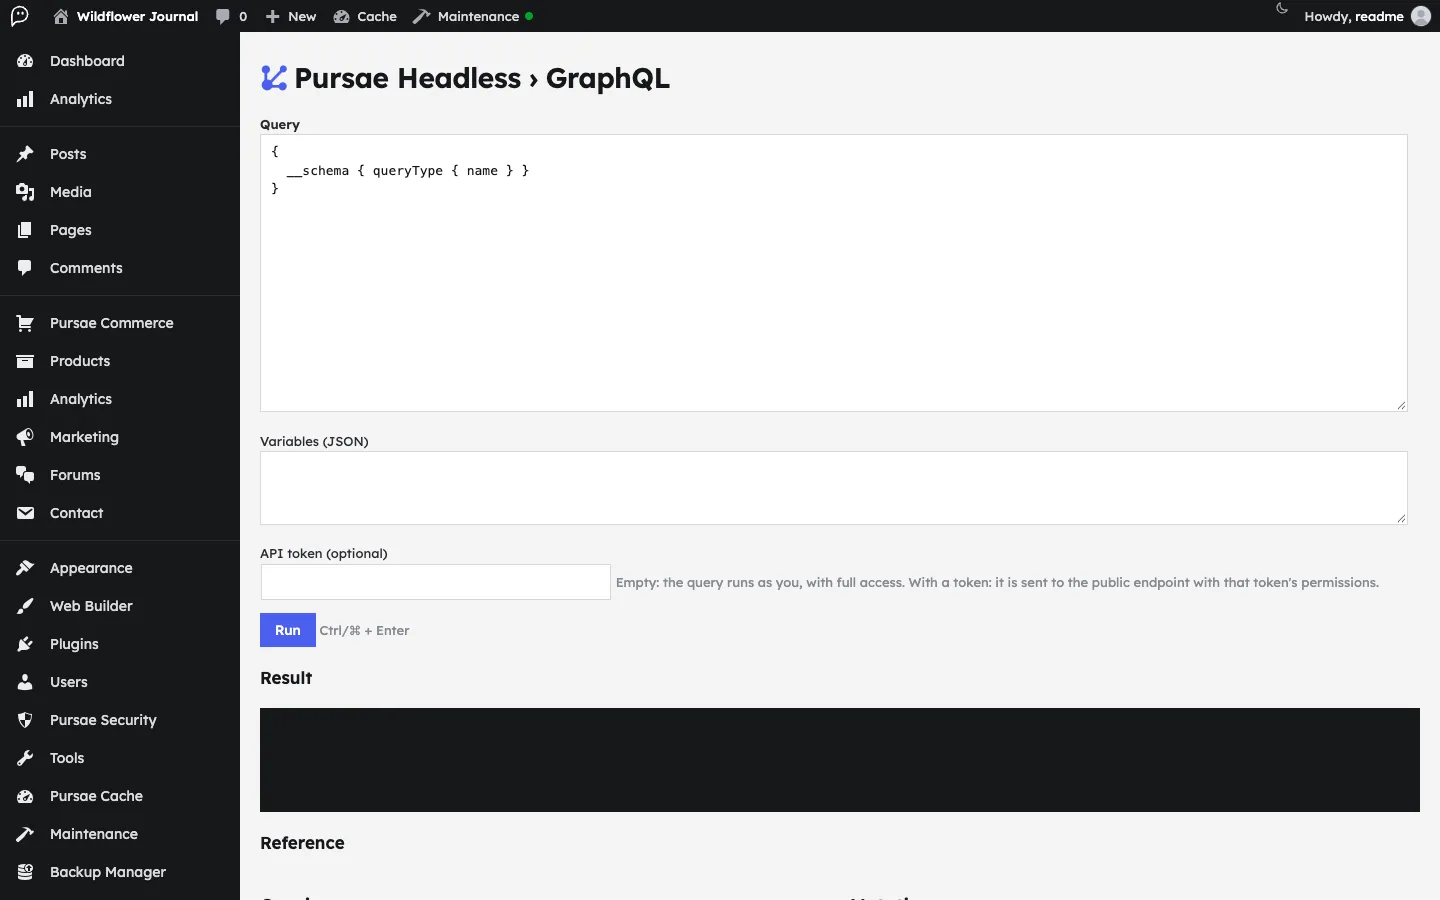 Wildflower Journal 0 New Cache Maintenance Howdy, readme
Dashboard
Analytics
Posts
Media
Pages
Comments
Pursae Commerce
Products
Analytics
Marketing
Forums
Contact
Appearance
Web Builder
Plugins
Users
Pursae Security
Tools
Pursae Cache
Maintenance
Backup Manager
Pursae Headless › GraphQL
Query
{
__schema { queryType { name } }
}
Variables (JSON)
API token (optional)
Empty: the query runs as you, with full access. With a token: it is sent to the public endpoint with that token's permissions.
Run Ctrl/⌘ + Enter
Result
Reference